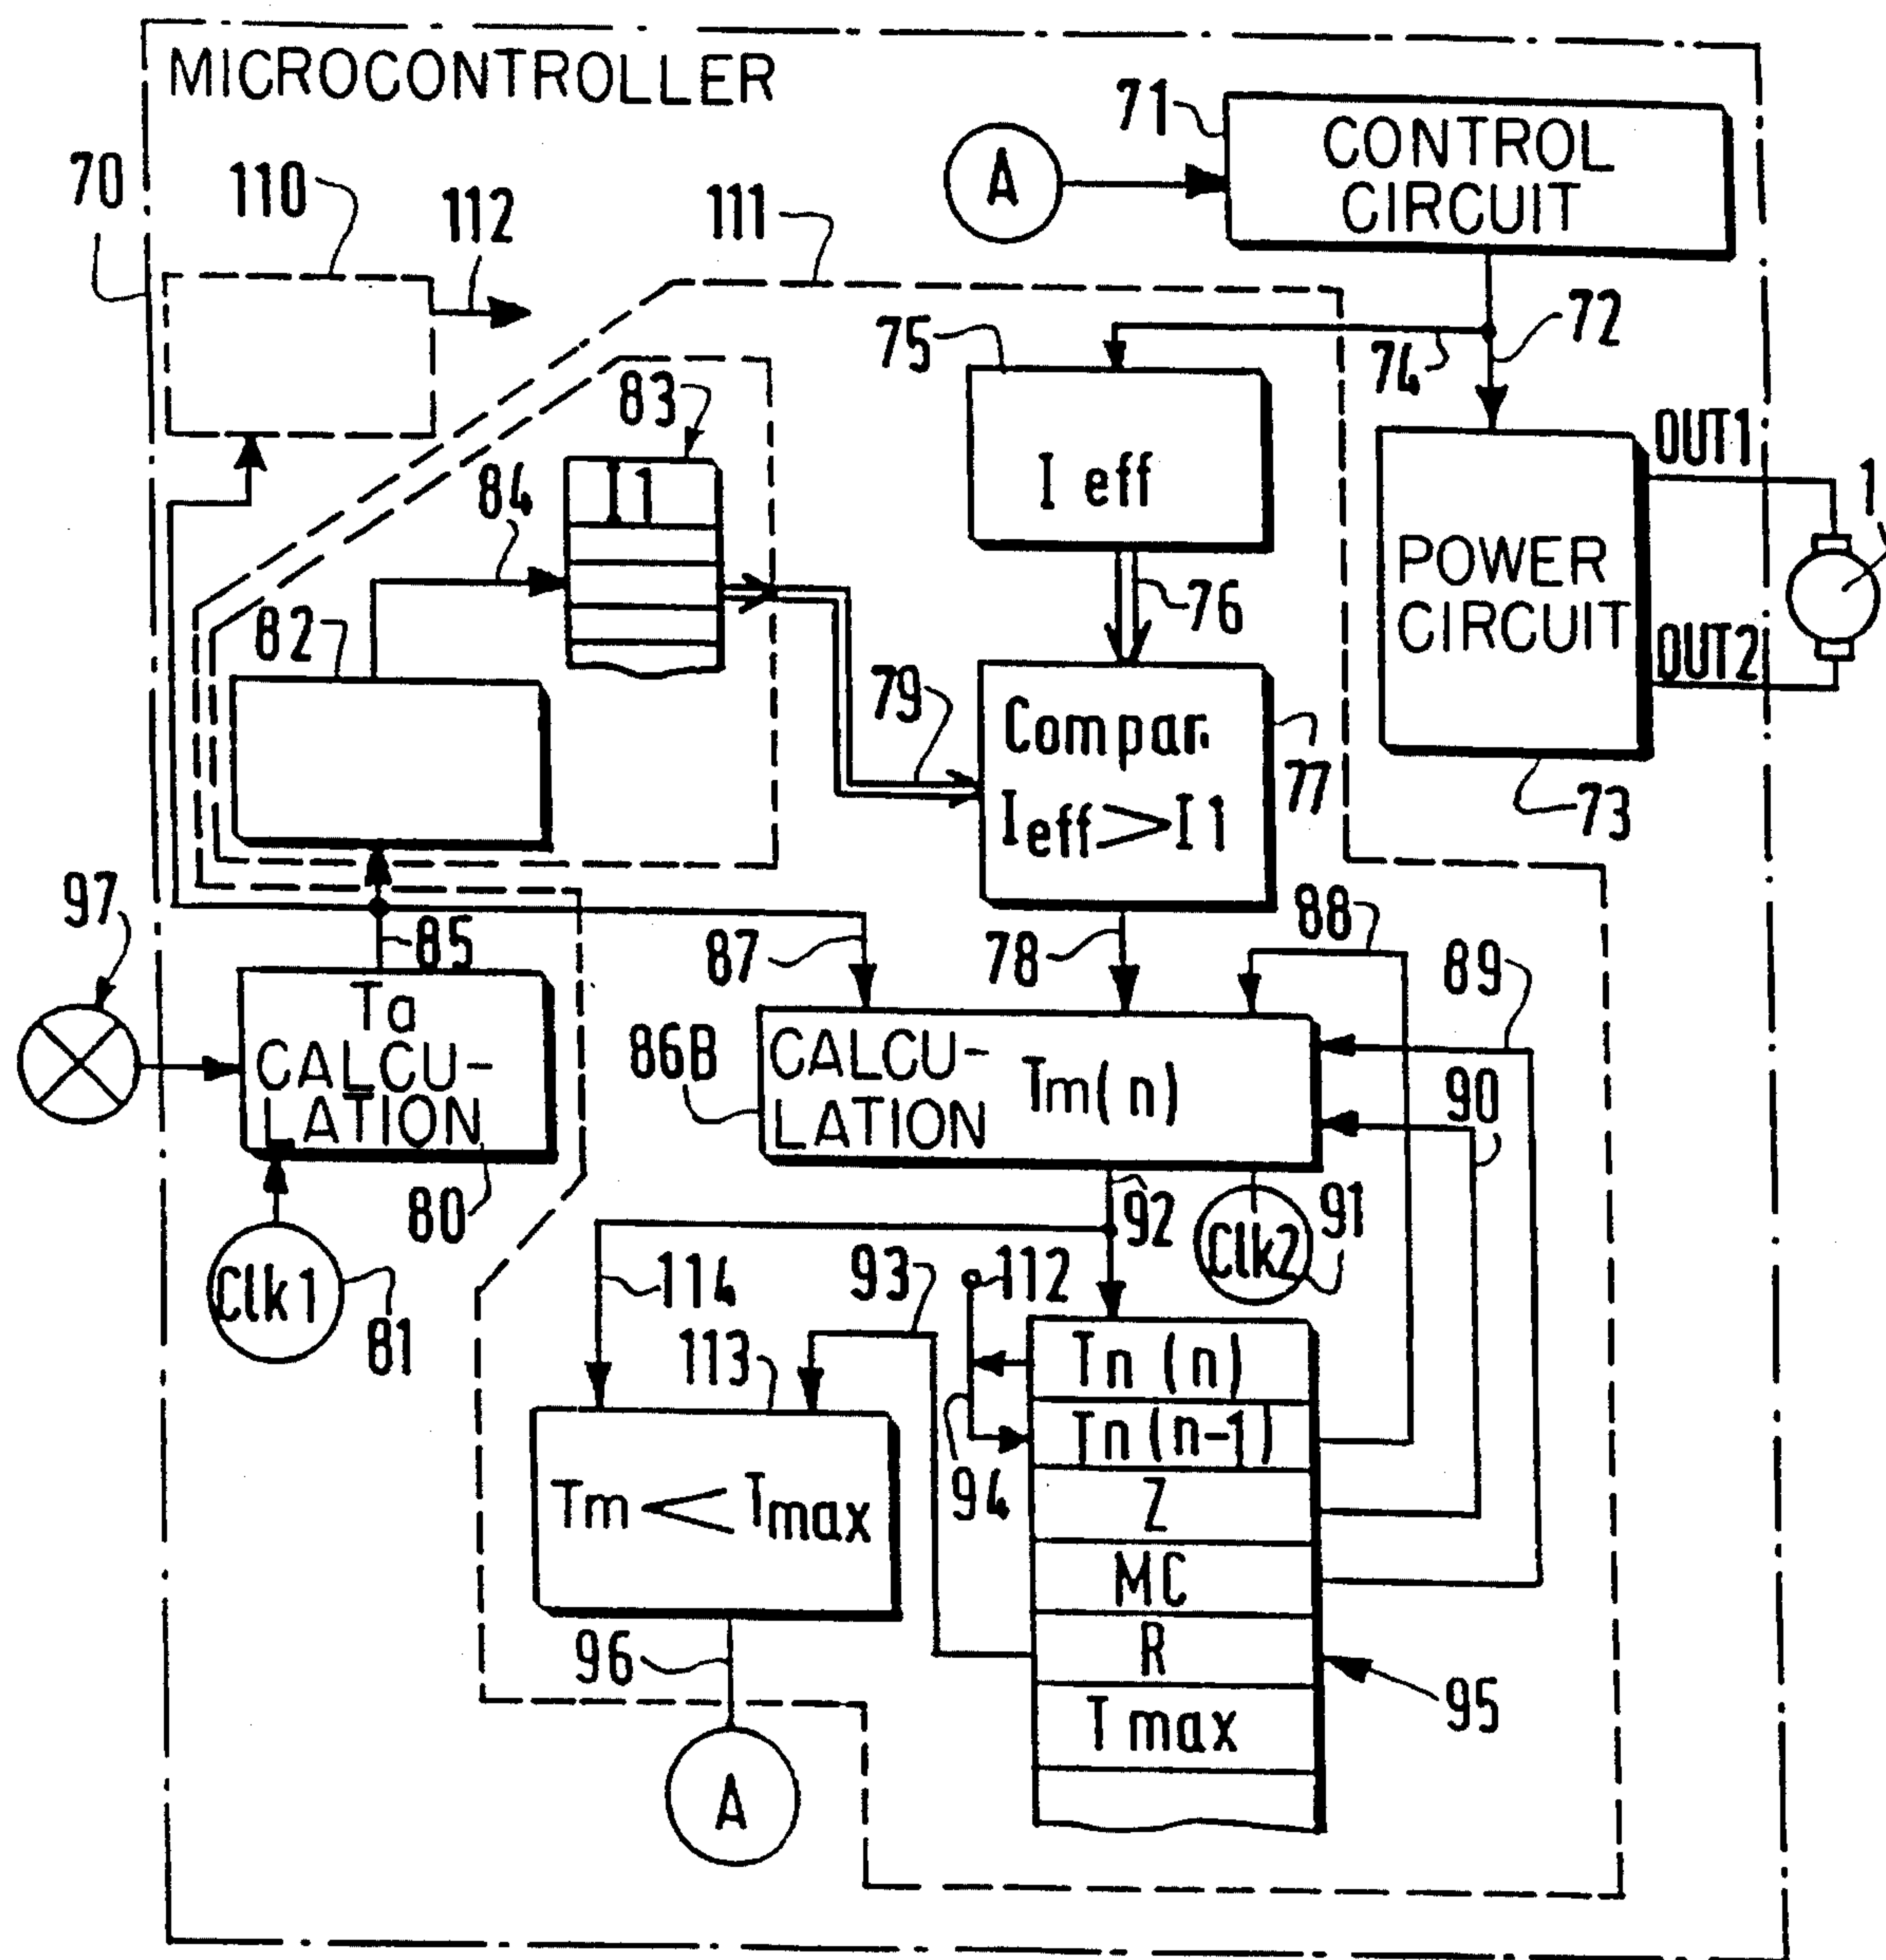 MICROCONTROLLER
71
CONTROL
CIRCUIT
A
70
110
112
111
72
74
75
I eff
83
I1
84
OUT1
1
POWER
CIRCUIT
OUT2
73
76
82
79
Compar.
Ieff>I1
77
97
85
87
78
88
89
Ta
CALCU-
LATION
80
86B
CALCU-
LATION
Tm(n)
90
92
Clk2
91
Clk1
81
114
93
112
113
Tn (n)
Tn (n-1)
94
Z
Tm < Tmax
MC
R
96
95
T max
A